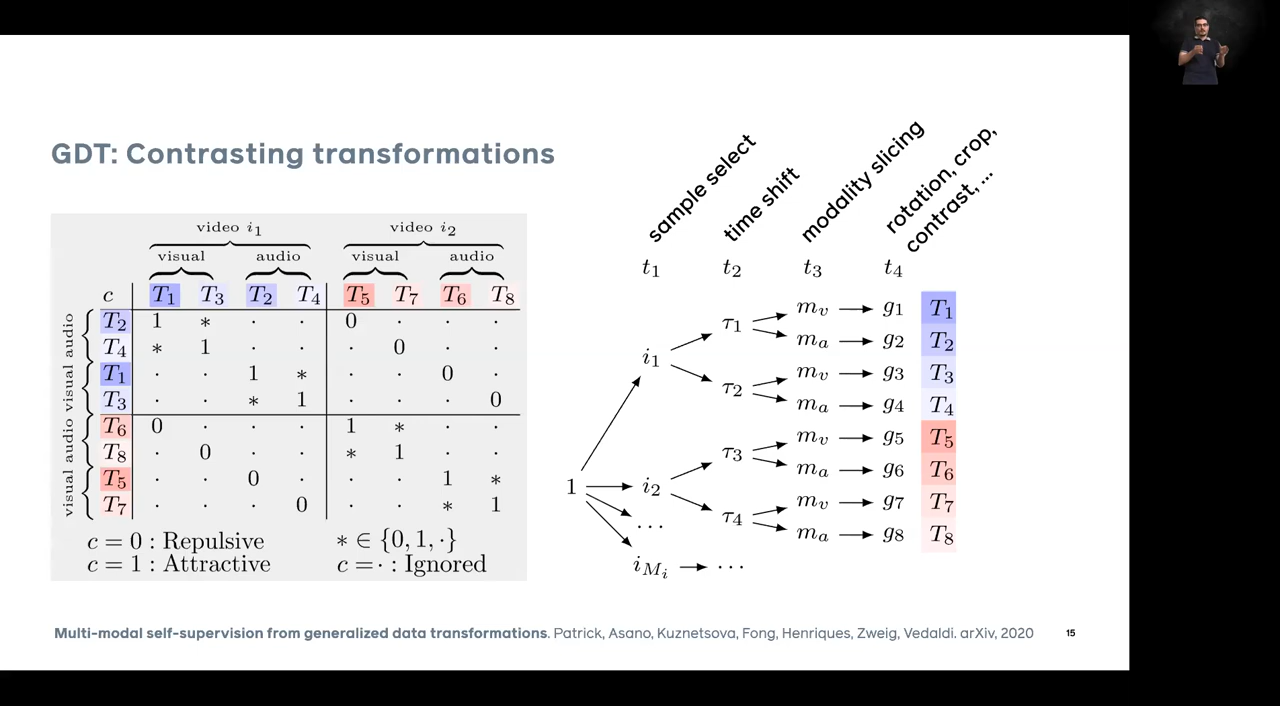 GDT: Contrasting transformations
video i₁ video i₂
visual audio visual audio
c T₁ T₃ T₂ T₄ T₅ T₇ T₆ T₈
T₂ 1 * · · 0 · · ·
T₄ * 1 · · · 0 · ·
T₁ · · 1 * · · 0 ·
T₃ · · * 1 · · · 0
T₆ 0 · · · 1 * · ·
T₈ · 0 · · * 1 · ·
T₅ · · 0 · · · 1 *
T₇ · · · 0 · · * 1
audio
visual
audio
visual
c = 0 : Repulsive * ∈ {0, 1, ·}
c = 1 : Attractive c = · : Ignored
sample select
time shift
modality slicing
rotation, crop,
contrast, ...
t₁ t₂ t₃ t₄
mᵥ g₁ T₁
τ₁
mₐ g₂ T₂
i₁
mᵥ g₃ T₃
τ₂
mₐ g₄ T₄
mᵥ g₅ T₅
τ₃
mₐ g₆ T₆
1 i₂
mᵥ g₇ T₇
τ₄
· · ·
mₐ g₈ T₈
i_{M_i} · · ·
Multi-modal self-supervision from generalized data transformations. Patrick, Asano, Kuznetsova, Fong, Henriques, Zweig, Vedaldi. arXiv, 2020 15